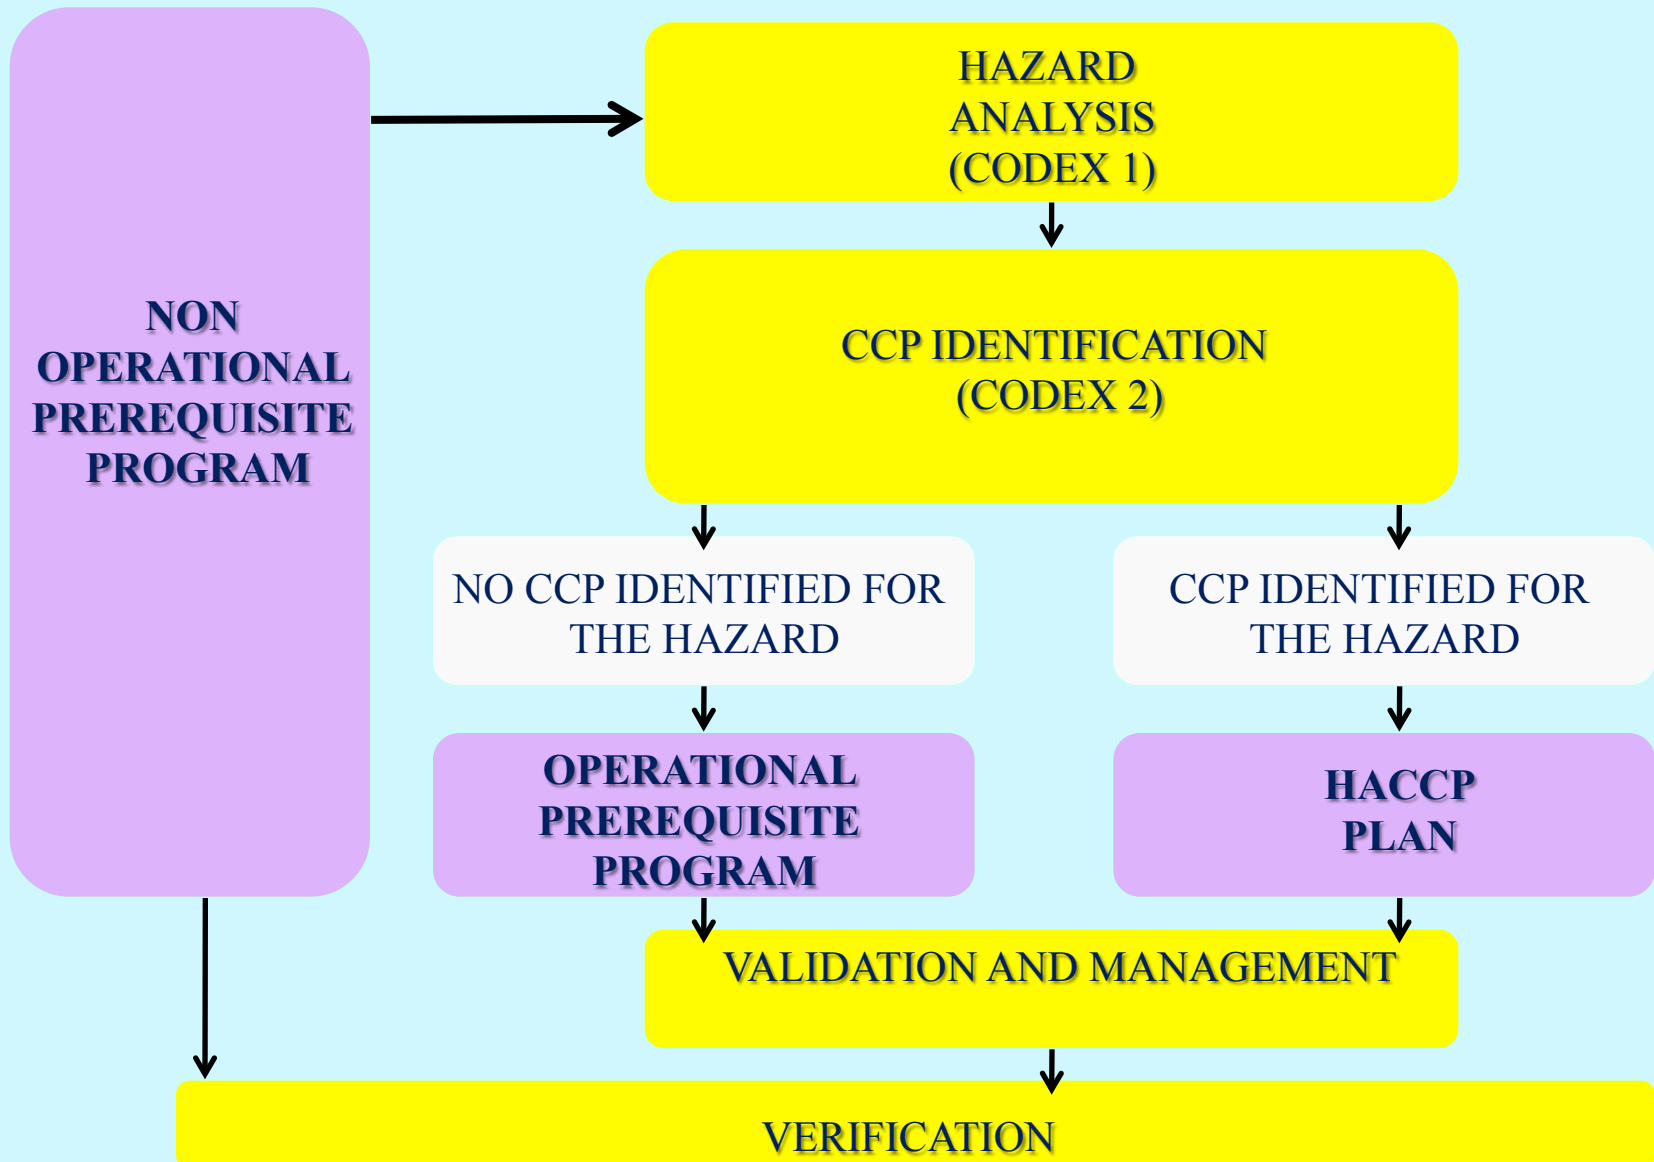 NON
OPERATIONAL
PREREQUISITE
PROGRAM
HAZARD
ANALYSIS
(CODEX 1)
CCP IDENTIFICATION
(CODEX 2)
NO CCP IDENTIFIED FOR
THE HAZARD
CCP IDENTIFIED FOR
THE HAZARD
OPERATIONAL
PREREQUISITE
PROGRAM
HACCP
PLAN
VALIDATION AND MANAGEMENT
VERIFICATION